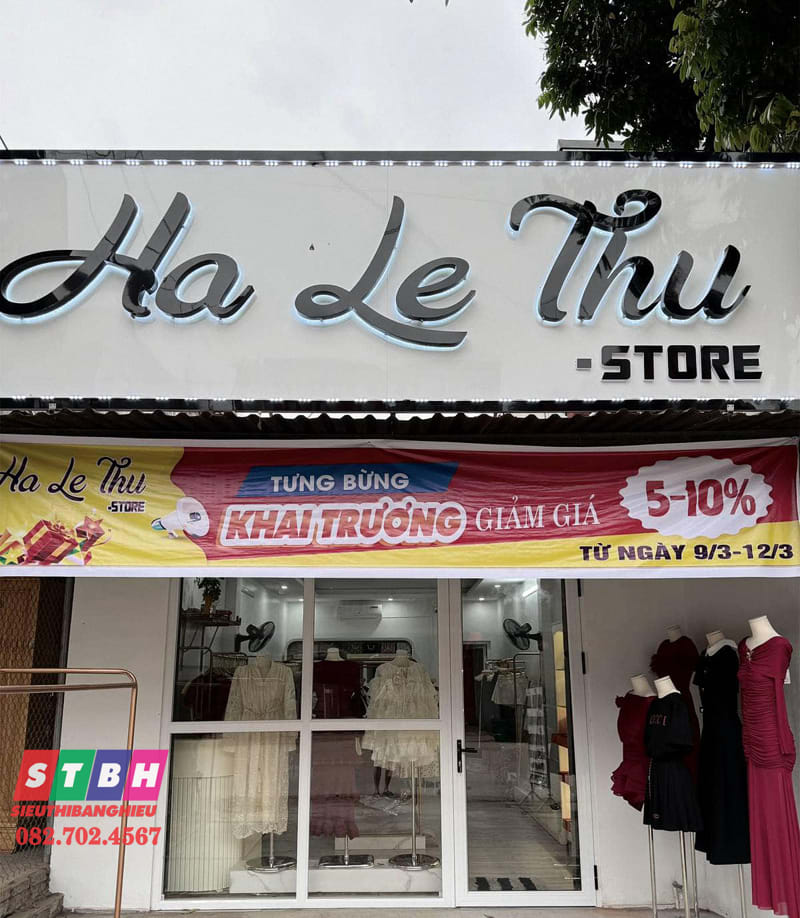 Ha Le Thu
-STORE
Ha Le Thu
-STORE
TƯNG BỪNG
KHAI TRƯƠNG GIẢM GIÁ
5-10%
TỪ NGÀY 9/3-12/3
STBH
SIEUTHIBANGHIEU
082.702.4567